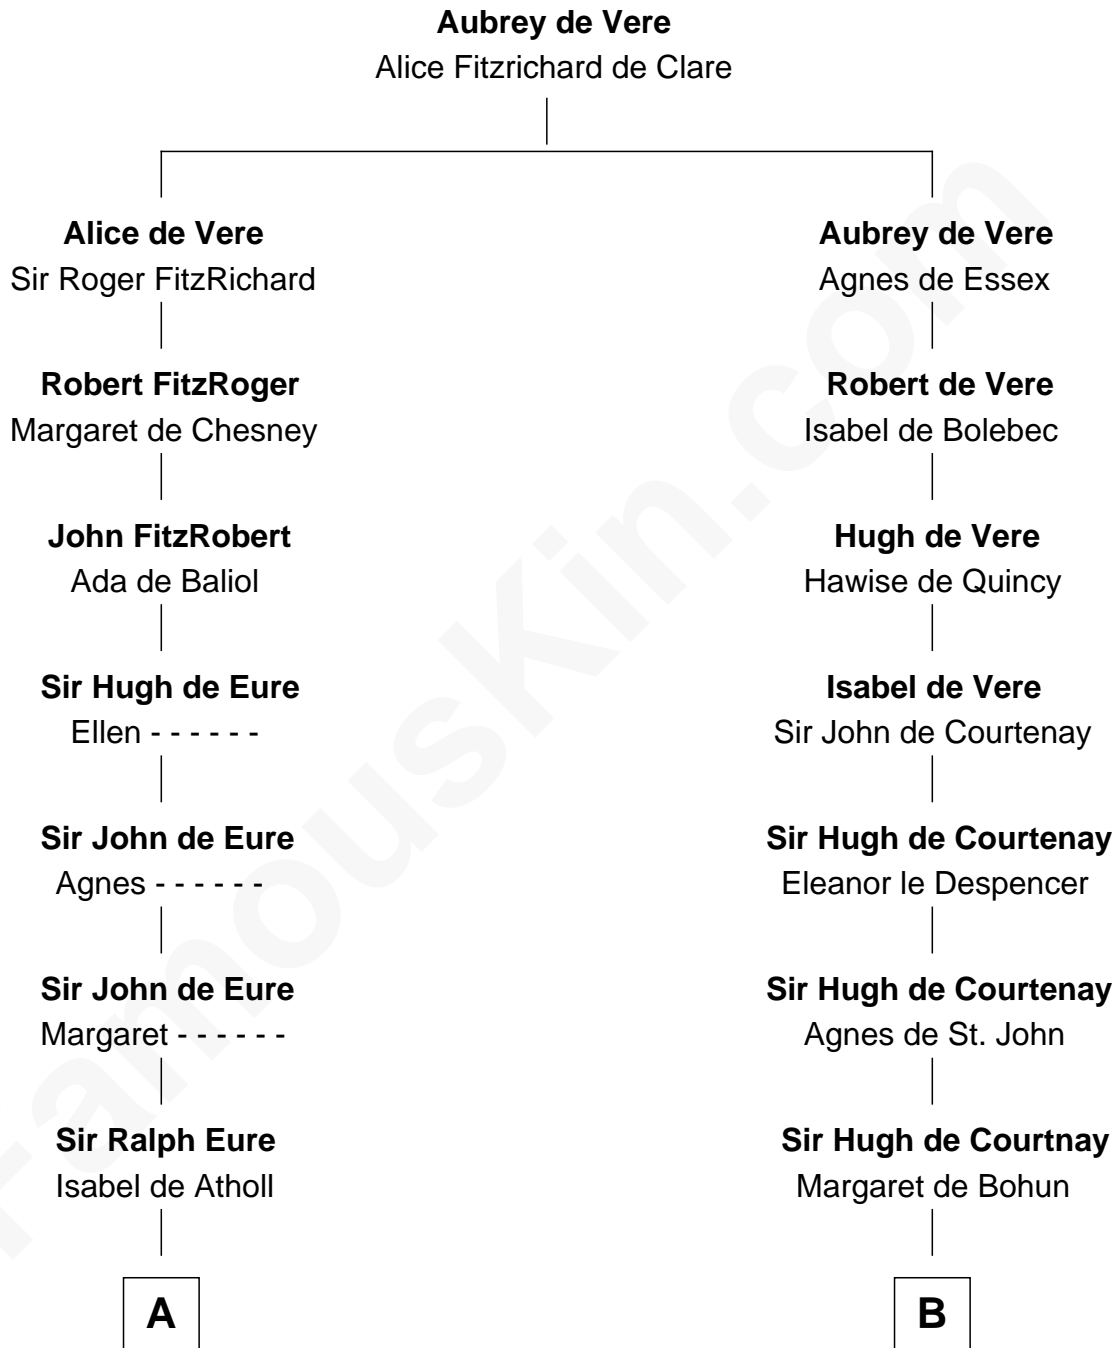 Aubrey de Vere
Alice Fitzrichard de Clare
Alice de Vere
Sir Roger FitzRichard
Aubrey de Vere
Agnes de Essex
Robert FitzRoger
Margaret de Chesney
Robert de Vere
Isabel de Bolebec
John FitzRobert
Ada de Baliol
Hugh de Vere
Hawise de Quincy
Sir Hugh de Eure
Ellen - - - - - -
Isabel de Vere
Sir John de Courtenay
Sir John de Eure
Agnes - - - - - -
Sir Hugh de Courtenay
Eleanor le Despencer
Sir John de Eure
Margaret - - - - - -
Sir Hugh de Courtenay
Agnes de St. John
Sir Ralph Eure
Isabel de Atholl
Sir Hugh de Courtnay
Margaret de Bohun
A
B
FamousKin.com